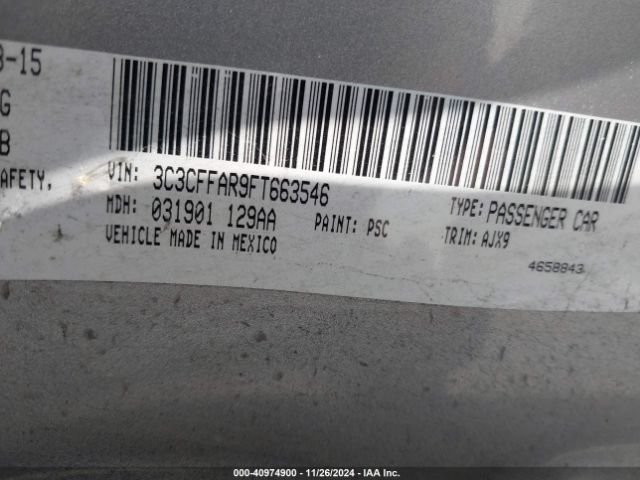 3-15
G
B
AFETY,
VIN: 3C3CFFAR9FT663546
TYPE: PASSENGER CAR
MDH: 031901 129AA
PAINT: PSC
TRIM: AJX9
VEHICLE MADE IN MEXICO
4658843
000-40974900 - 11/26/2024 - IAA Inc.